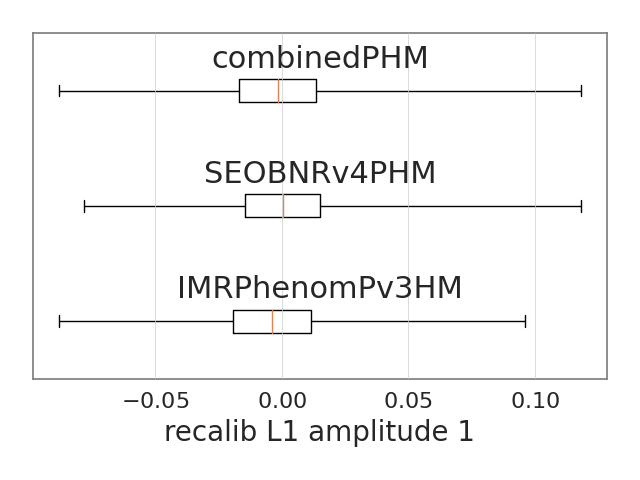 combinedPHM
SEOBNRv4PHM
IMRPhenomPv3HM
−0.05 0.00 0.05 0.10
recalib L1 amplitude 1